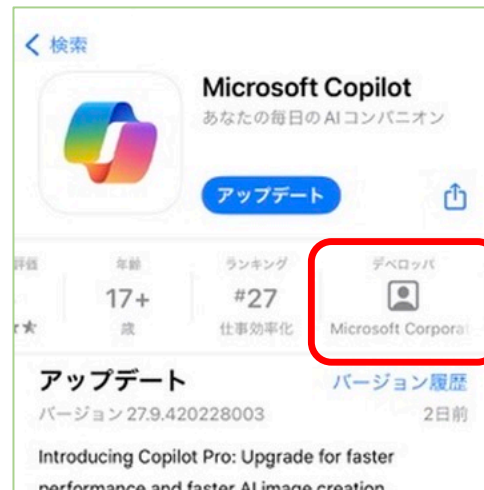 検索
Microsoft Copilot
あなたの毎日の AI コンパニオン
アップデート
評価 年齢 ランキング デベロッパ
17+ #27
歳 仕事効率化 Microsoft Corporat
アップデート バージョン履歴
バージョン 27.9.420228003 2日前
Introducing Copilot Pro: Upgrade for faster
performance and faster AI image creation